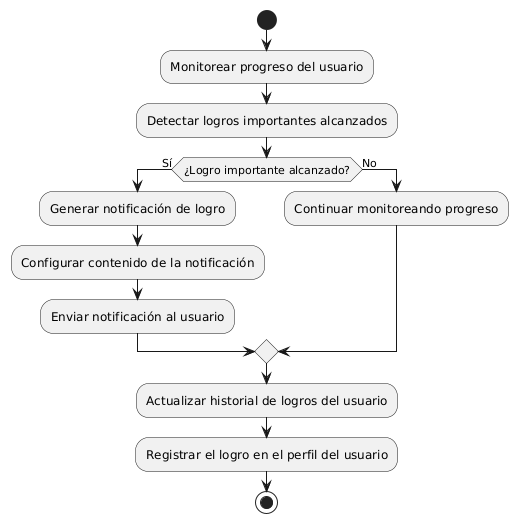 Monitorear progreso del usuario
Detectar logros importantes alcanzados
Sí
¿Logro importante alcanzado?
No
Generar notificación de logro
Continuar monitoreando progreso
Configurar contenido de la notificación
Enviar notificación al usuario
Actualizar historial de logros del usuario
Registrar el logro en el perfil del usuario